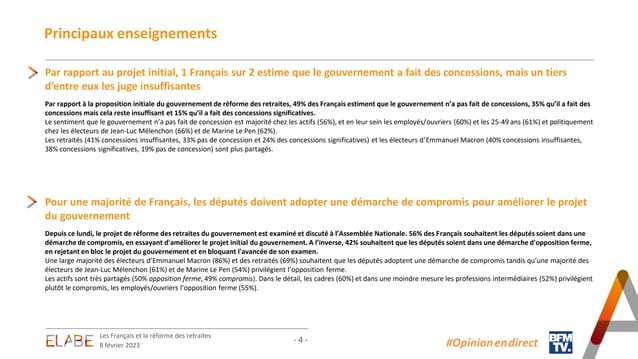 Principaux enseignements
Par rapport au projet initial, 1 Français sur 2 estime que le gouvernement a fait des concessions, mais un tiers
d'entre eux les juge insuffisantes
Par rapport à la proposition initiale du gouvernement de réforme des retraites, 49% des Français estiment que le gouvernement n'a pas fait de concessions, 35% qu'il a fait des
concessions mais cela reste insuffisant et 15% qu'il a fait des concessions significatives.
Le sentiment que le gouvernement n'a pas fait de concession est majoritaire chez les actifs (56%), et en leur sein les employés/ouvriers (60%) et les 25-49 ans (61%) et politiquement
chez les électeurs de Jean-Luc Mélenchon (66%) et de Marine Le Pen (62%).
Les retraités (41% concessions insuffisantes, 33% pas de concession et 24% des concessions significatives) et les électeurs d'Emmanuel Macron (40% concessions insuffisantes,
38% concessions significatives, 19% pas de concession) sont plus partagés.
Pour une majorité de Français, les députés doivent adopter une démarche de compromis pour améliorer le projet
du gouvernement
Depuis ce lundi, le projet de réforme des retraites du gouvernement est examiné et discuté à l'Assemblée Nationale. 56% des Français souhaitent que les députés soient dans une
démarche de compromis, en essayant d'améliorer le projet initial du gouvernement. A l'inverse, 42% souhaitent que les députés soient dans une démarche d'opposition ferme,
en rejetant en bloc le projet du gouvernement et en bloquant l'avancée de son examen.
Une large majorité des électeurs d'Emmanuel Macron (86%) et des retraités (69%) souhaitent que les députés adoptent une démarche de compromis tandis qu'une majorité des
électeurs de Jean-Luc Mélenchon (61%) et de Marine Le Pen (54%) privilégient l'opposition ferme.
Les actifs sont très partagés (50% opposition ferme, 49% compromis). Dans le détail, les cadres (60%) et dans une moindre mesure les professions intermédiaires (52%) privilégient
plutôt le compromis, les employés/ouvriers l'opposition ferme (55%).
ELABE
Les Français et la réforme des retraites
8 février 2023
- 4 -
#Opinionendirect
BFM
TV.